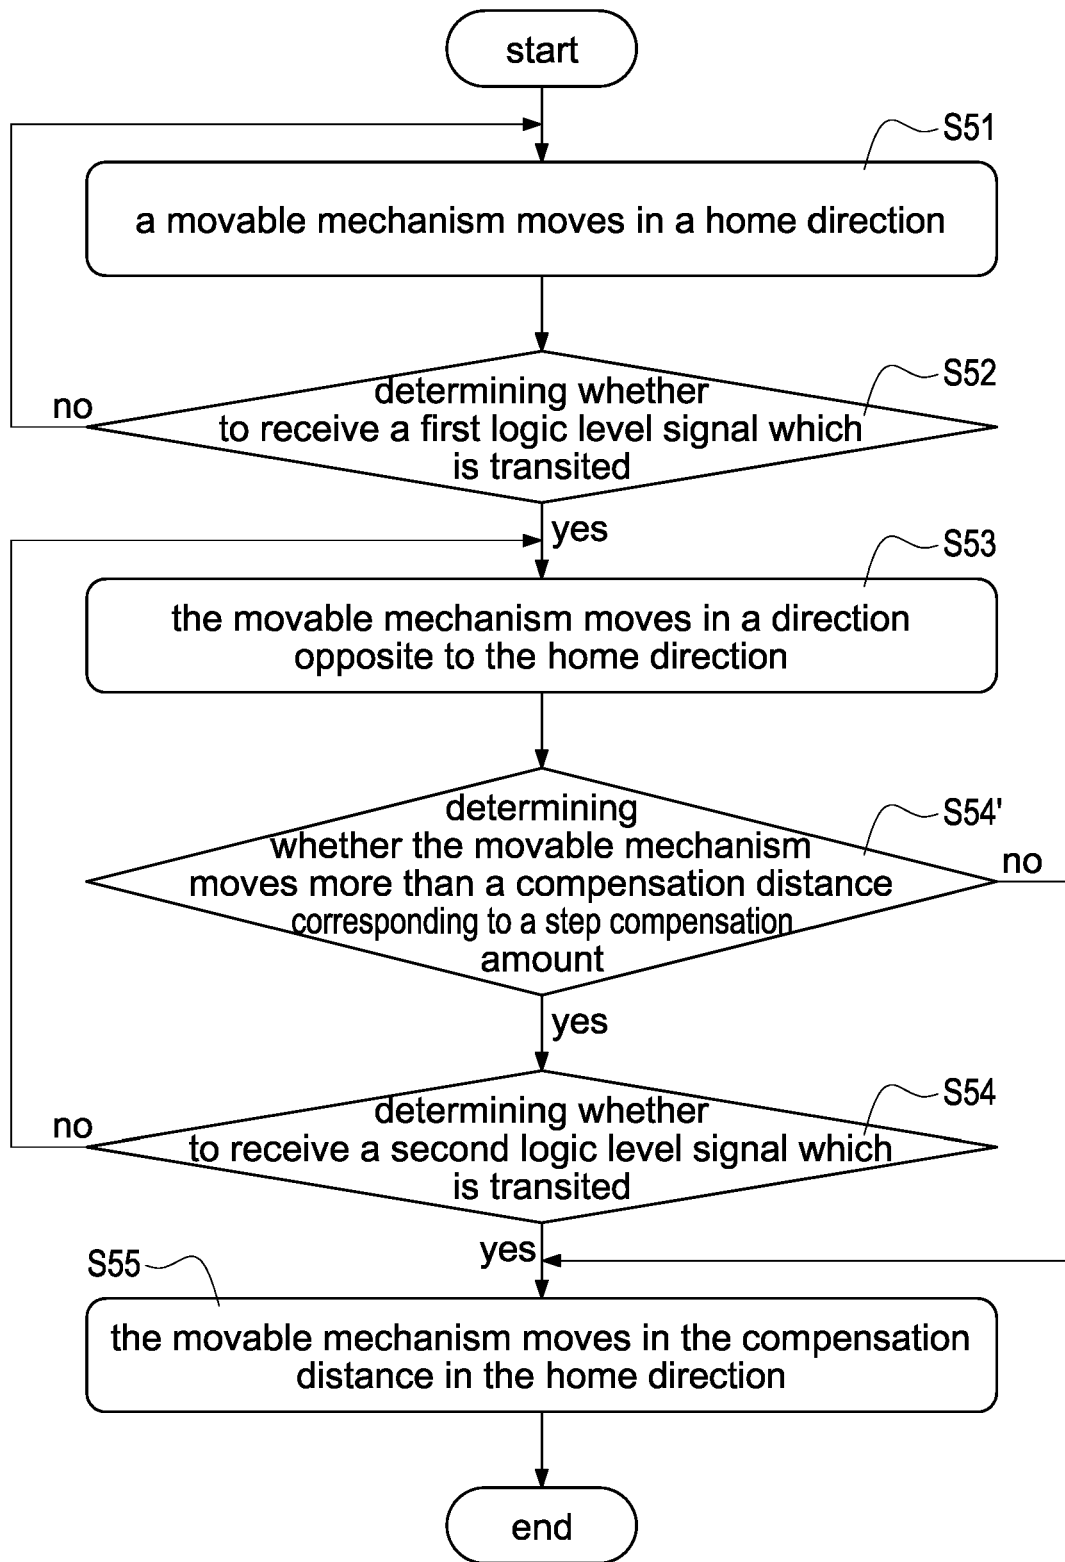 start
S51
a movable mechanism moves in a home direction
S52
no
determining whether
to receive a first logic level signal which
is transited
yes
S53
the movable mechanism moves in a direction
opposite to the home direction
S54'
no
determining
whether the movable mechanism
moves more than a compensation distance
corresponding to a step compensation
amount
yes
S54
no
determining whether
to receive a second logic level signal which
is transited
yes
S55
the movable mechanism moves in the compensation
distance in the home direction
end